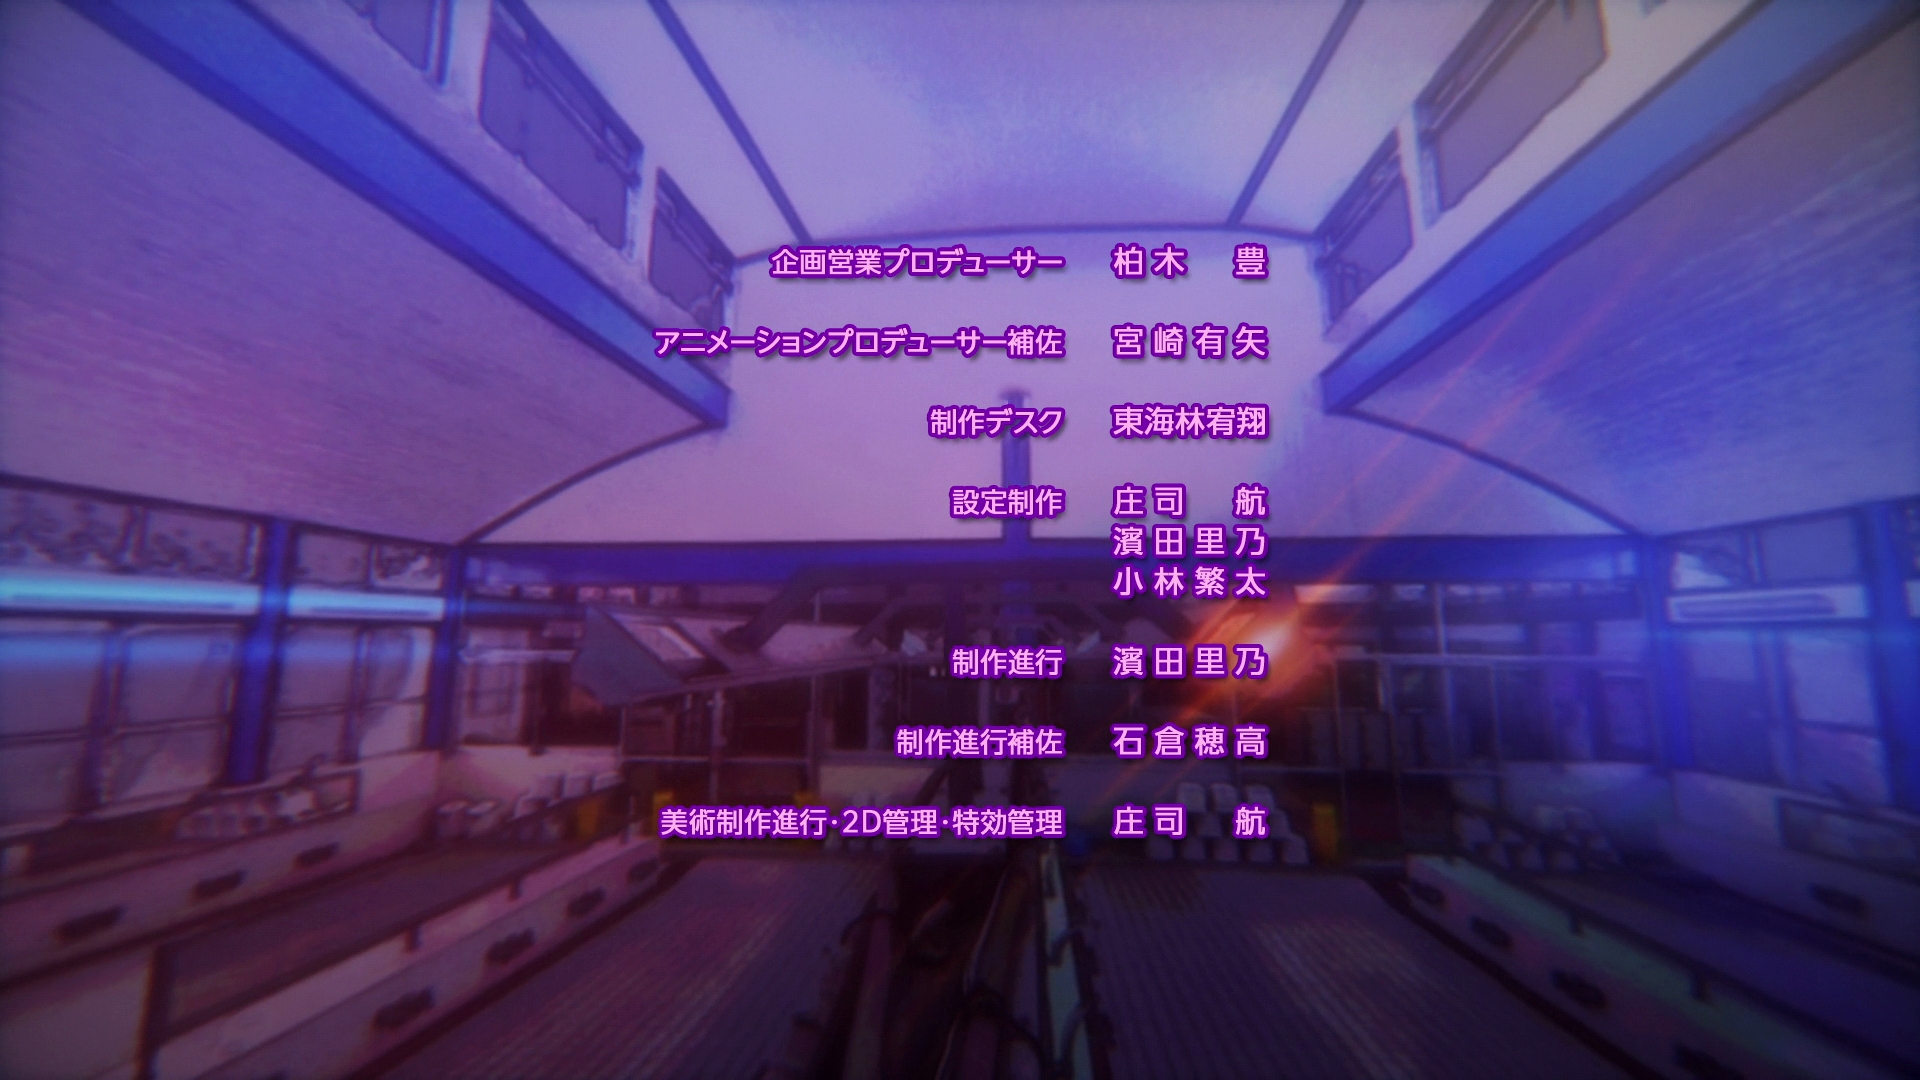 企画営業プロデューサー 柏木 豊
アニメーションプロデューサー補佐 宮崎有矢
制作デスク 東海林宥翔
設定制作 庄司 航
濱田里乃
小林繁太
制作進行 濱田里乃
制作進行補佐 石倉穂高
美術制作進行･2D管理･特効管理 庄司 航